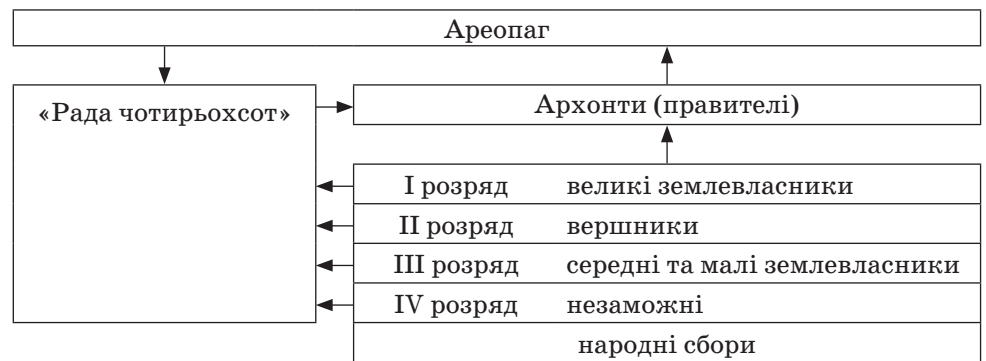 Ареопаг
«Рада чотирьохсот»
Архонти (правителі)
I розряд великі землевласники
II розряд вершники
III розряд середні та малі землевласники
IV розряд незаможні
народні сбори